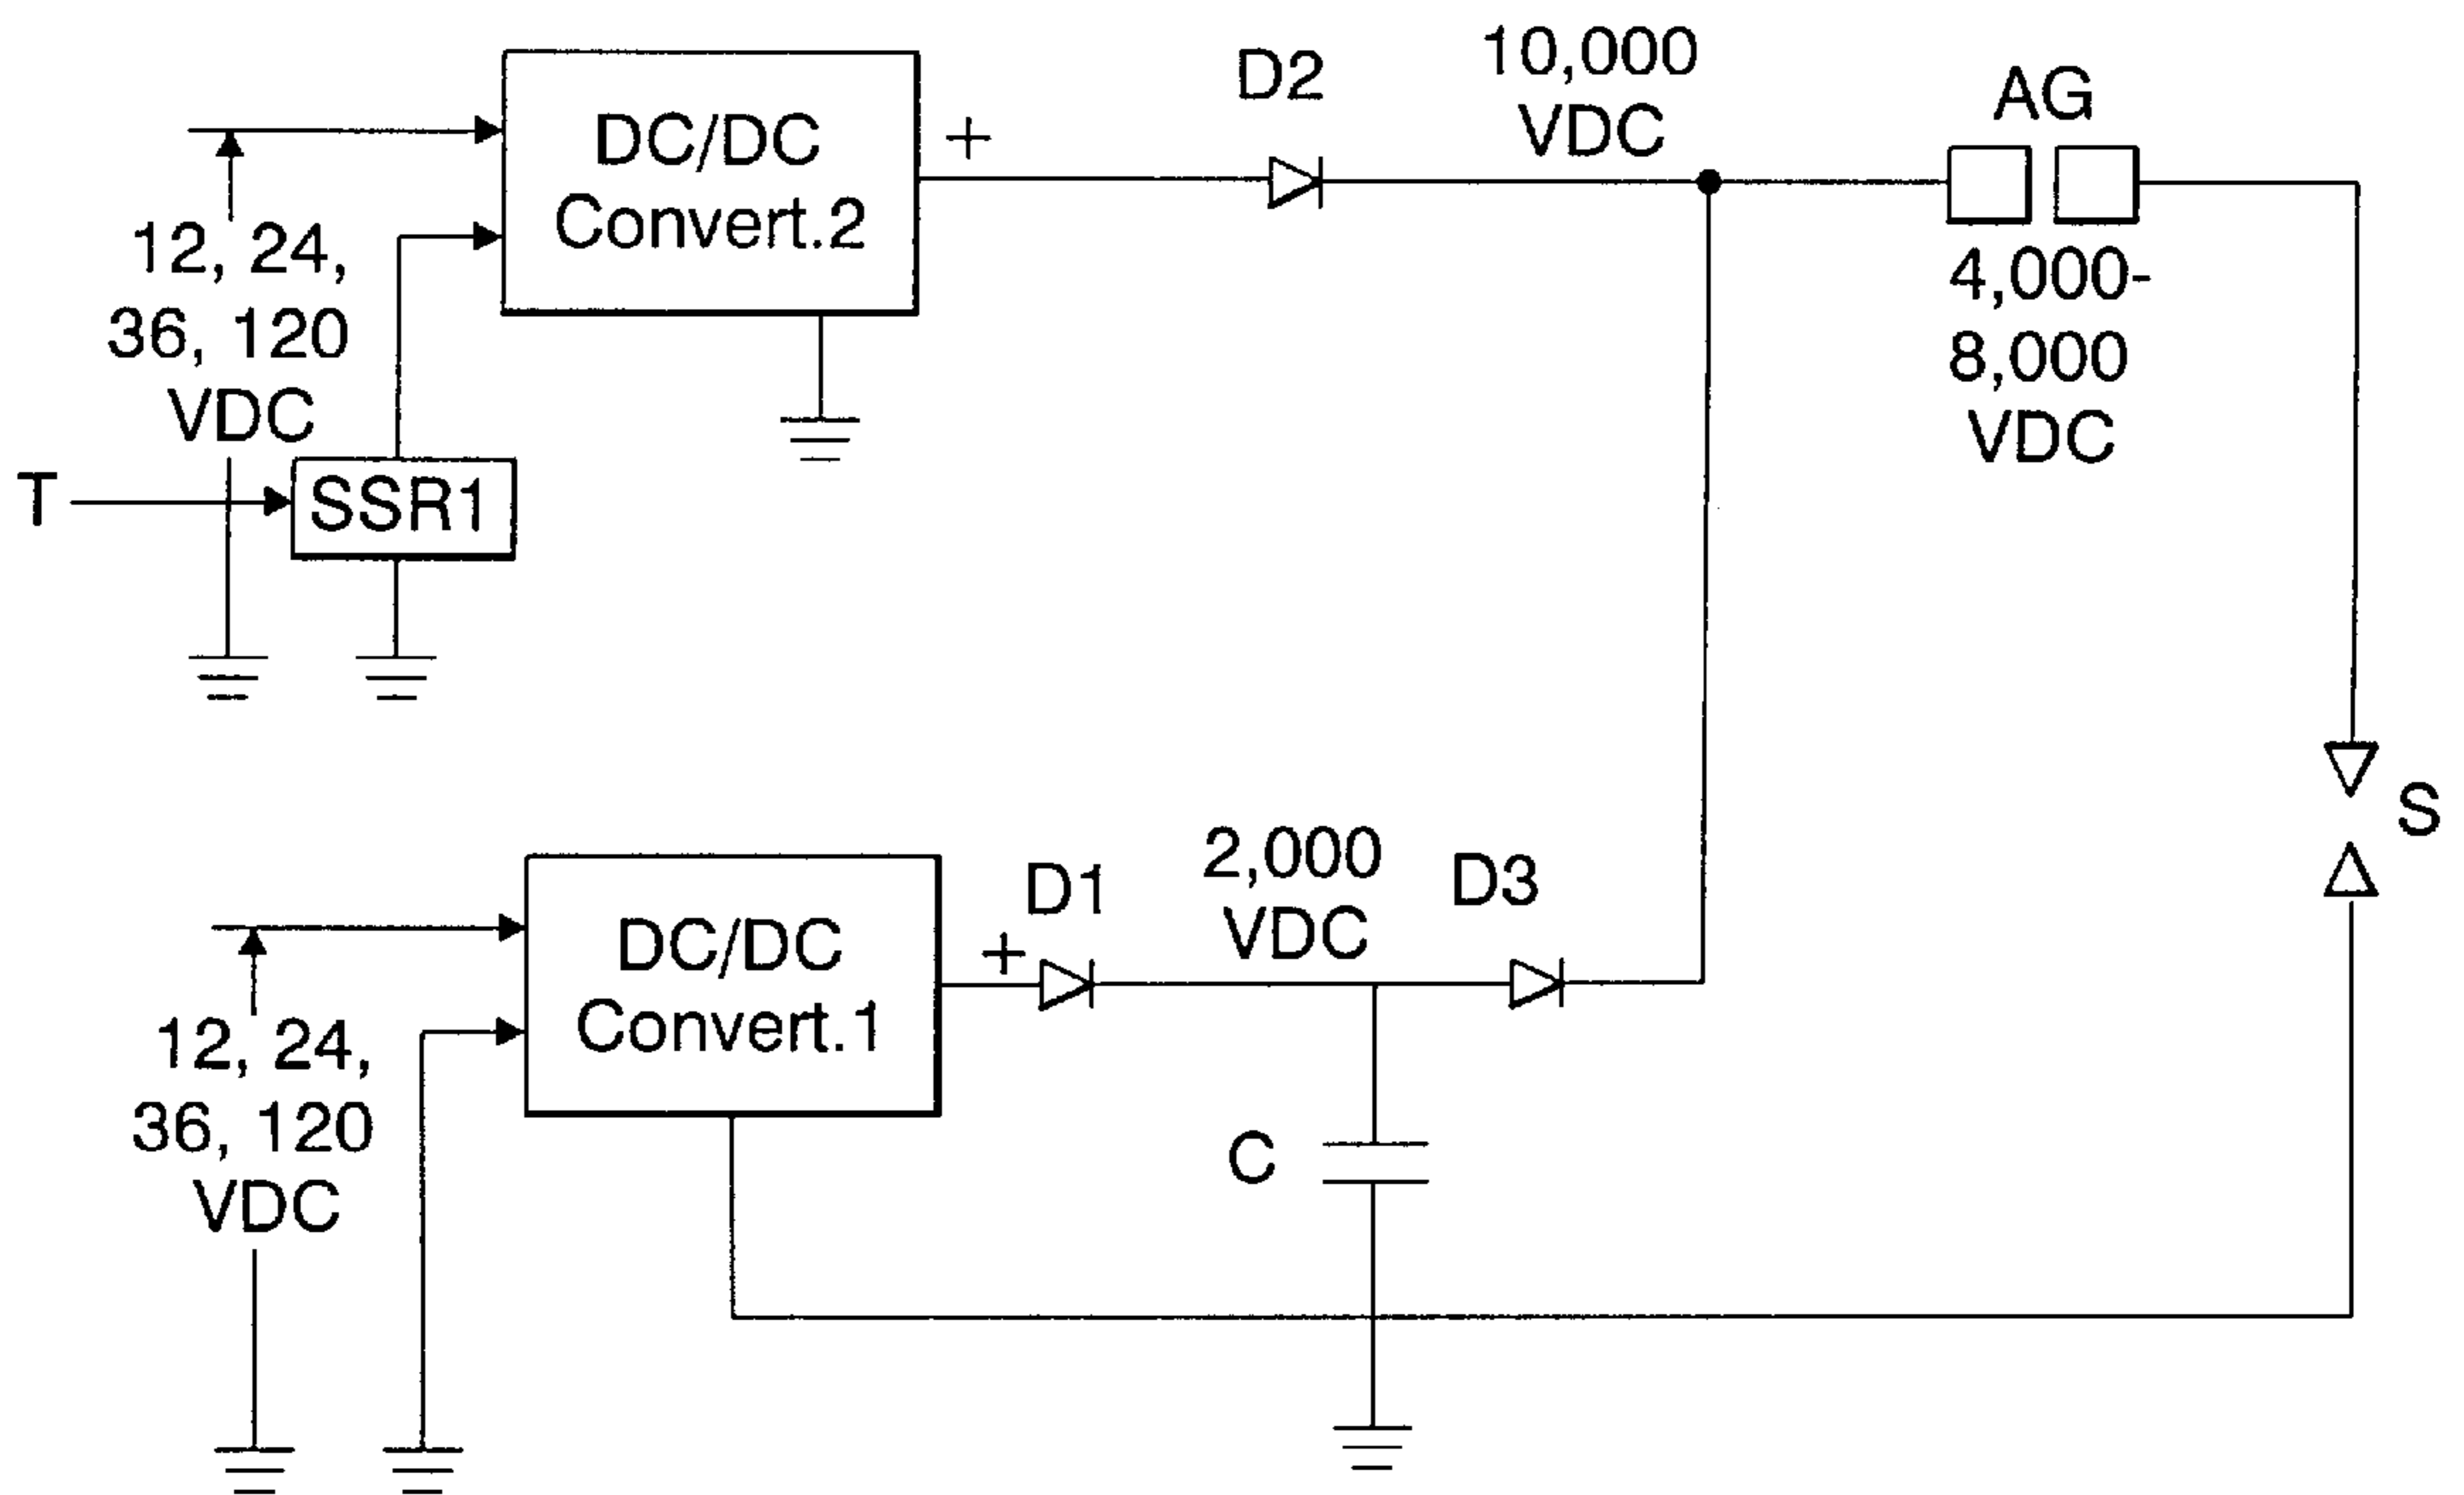 10,000
VDC
D2
AG
DC/DC
Convert.2
+
12, 24,
36, 120
VDC
4,000-
8,000
VDC
T
SSR1
S
2,000
VDC
D1
D3
DC/DC
Convert.1
+
12, 24,
36, 120
VDC
C